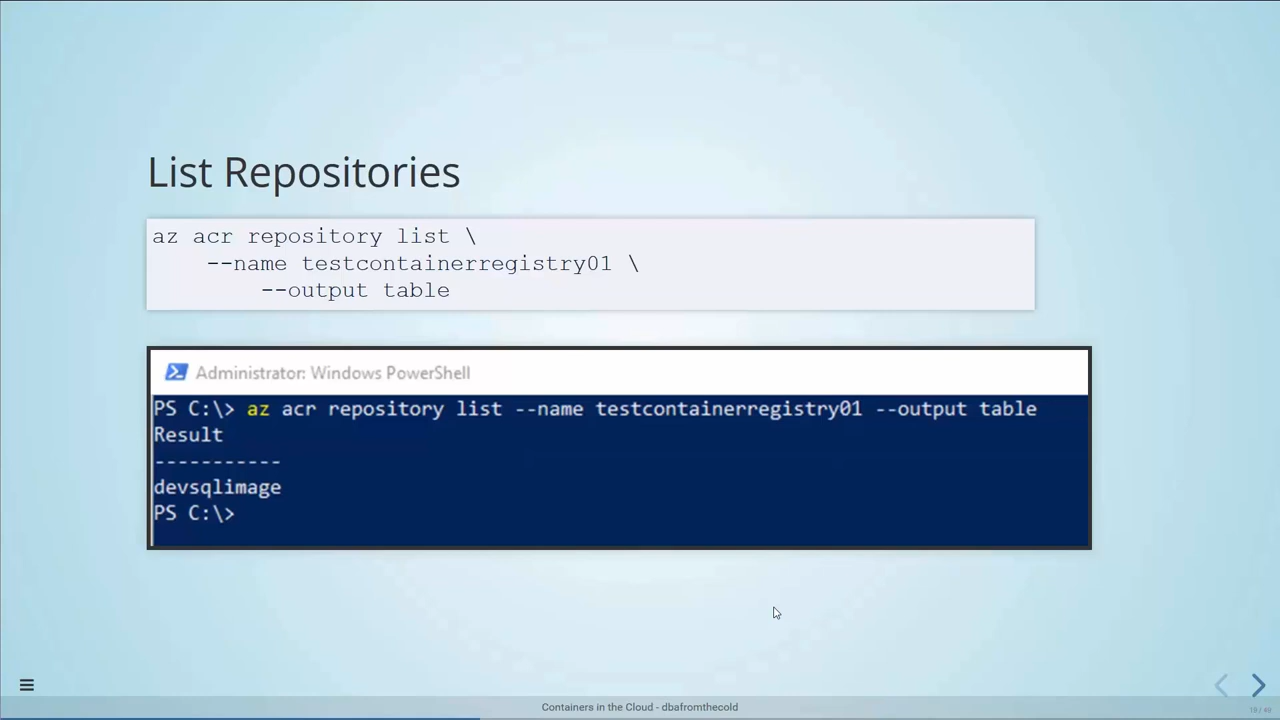 List Repositories
az acr repository list \
--name testcontainerregistry01 \
--output table
Administrator: Windows PowerShell
PS C:\> az acr repository list --name testcontainerregistry01 --output table
Result
-----------
devsqlimage
PS C:\>
Containers in the Cloud - dbafromthecold